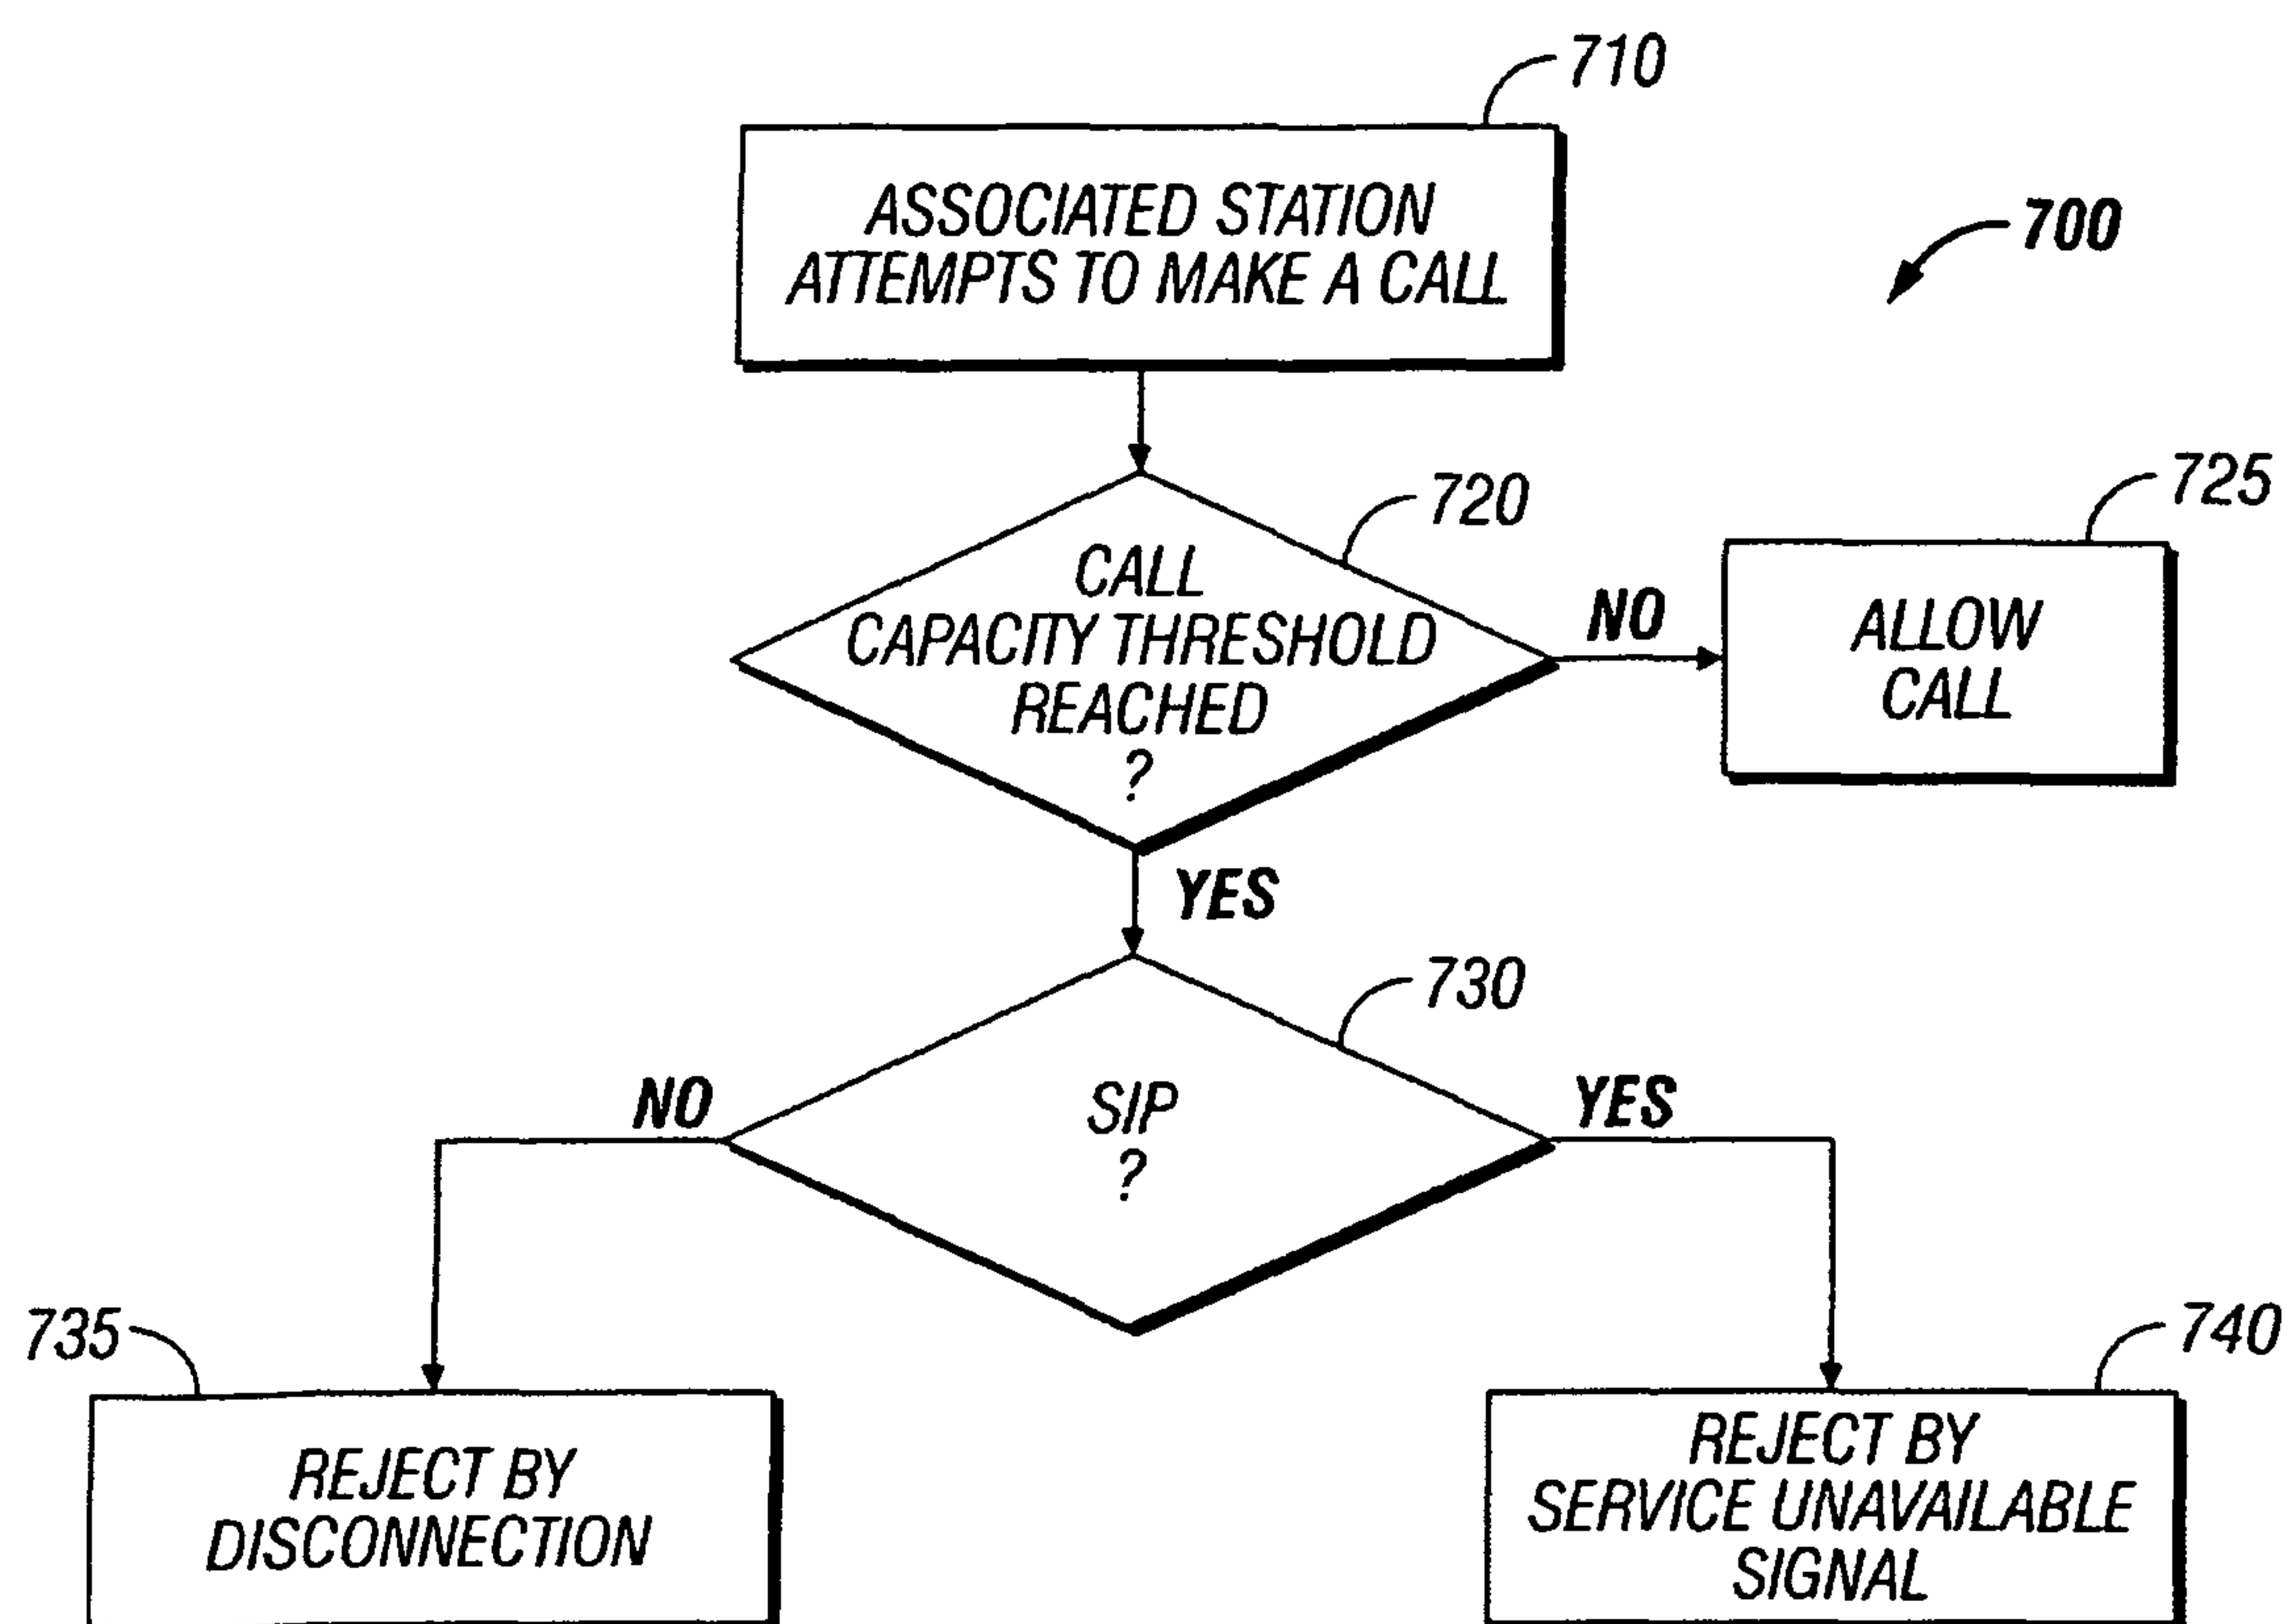 710
ASSOCIATED STATION
ATTEMPTS TO MAKE A CALL
700
720
CALL
CAPACITY THRESHOLD
REACHED
?
NO
725
ALLOW
CALL
YES
730
SIP
?
NO
YES
735
REJECT BY
DISCONNECTION
740
REJECT BY
SERVICE UNAVAILABLE
SIGNAL